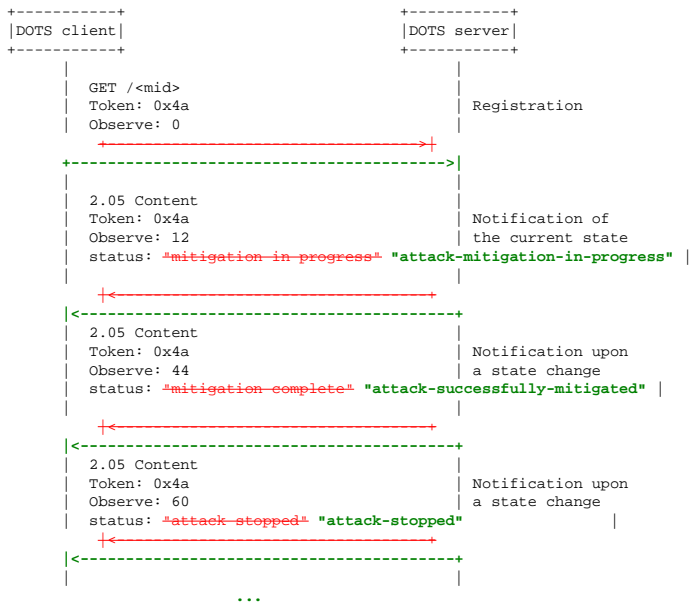 +-----------+ +-----------+
|DOTS client| |DOTS server|
+-----------+ +-----------+
| |
| GET /<mid> |
| Token: 0x4a | Registration
| Observe: 0 |
+----------------------------------->|
+---------------------------------------->|
| |
| 2.05 Content |
| Token: 0x4a | Notification of
| Observe: 12 | the current state
| status: "mitigation in progress" "attack-mitigation-in-progress" |
| |
|<-----------------------------------+
|<----------------------------------------+
| 2.05 Content |
| Token: 0x4a | Notification upon
| Observe: 44 | a state change
| status: "mitigation complete" "attack-successfully-mitigated" |
| |
|<-----------------------------------+
|<----------------------------------------+
| 2.05 Content |
| Token: 0x4a | Notification upon
| Observe: 60 | a state change
| status: "attack stopped" "attack-stopped" |
|<-----------------------------------+
|<----------------------------------------+
| |
...